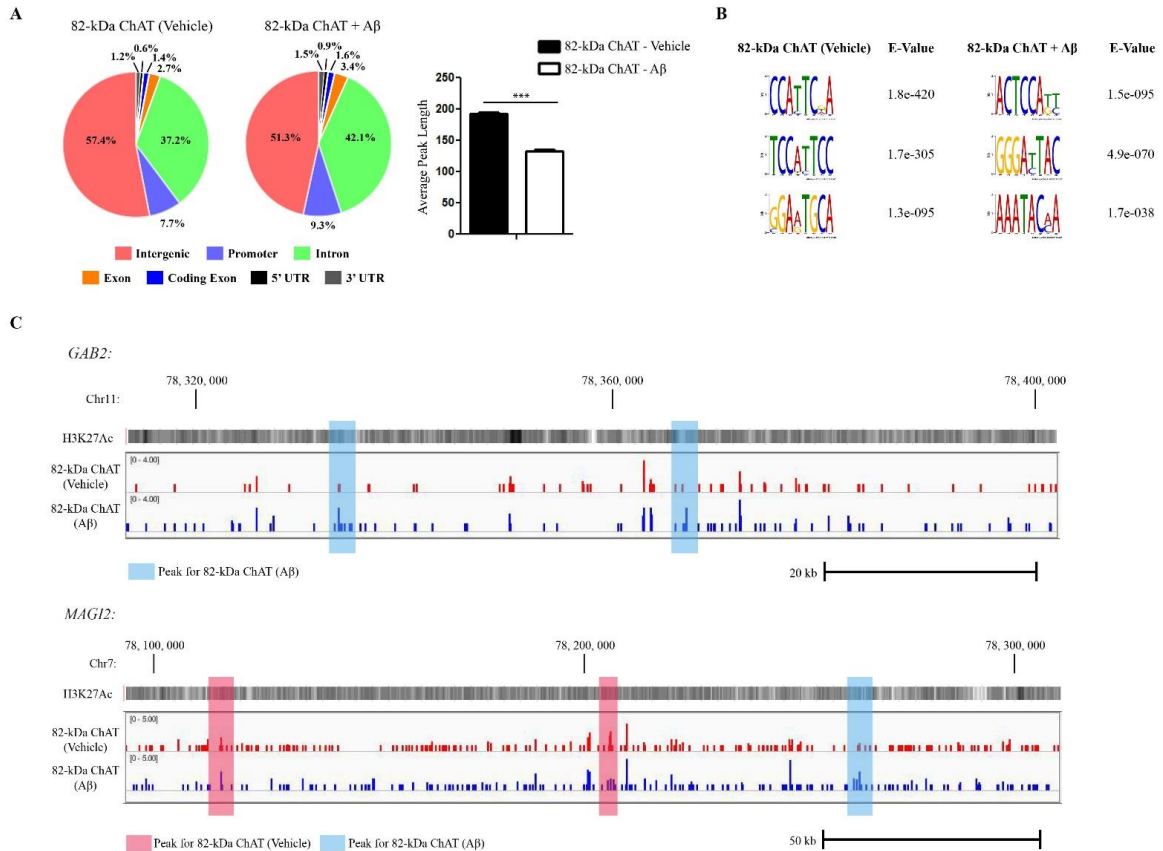 A
82-kDa ChAT (Vehicle)
82-kDa ChAT + Aβ
1.2%
0.6%
1.4%
2.7%
57.4%
37.2%
7.7%
1.5%
0.9%
1.6%
3.4%
51.3%
42.1%
9.3%
Intergenic
Promoter
Intron
Exon
Coding Exon
5' UTR
3' UTR
82-kDa ChAT - Vehicle
82-kDa ChAT - Aβ
***
Average Peak Length
250
200
150
100
50
0
B
82-kDa ChAT (Vehicle) E-Value 82-kDa ChAT + Aβ E-Value
CCATTC A 1.8e-420 ACTCCA 1.5e-095
TCCATTCC 1.7e-305 GGGATTAC 4.9e-070
GGAATGCA 1.3e-095 AAATACAA 1.7e-038
C
GAB2:
78, 320, 000 78, 360, 000 78, 400, 000
Chr11:
H3K27Ac
82-kDa ChAT
(Vehicle)
[0 - 4.00]
82-kDa ChAT
(Aβ)
[0 - 4.00]
Peak for 82-kDa ChAT (Aβ)
20 kb
MAGI2:
78, 100, 000 78, 200, 000 78, 300, 000
Chr7:
H3K27Ac
82-kDa ChAT
(Vehicle)
[0 - 5.00]
82-kDa ChAT
(Aβ)
[0 - 5.00]
Peak for 82-kDa ChAT (Vehicle)
Peak for 82-kDa ChAT (Aβ)
50 kb